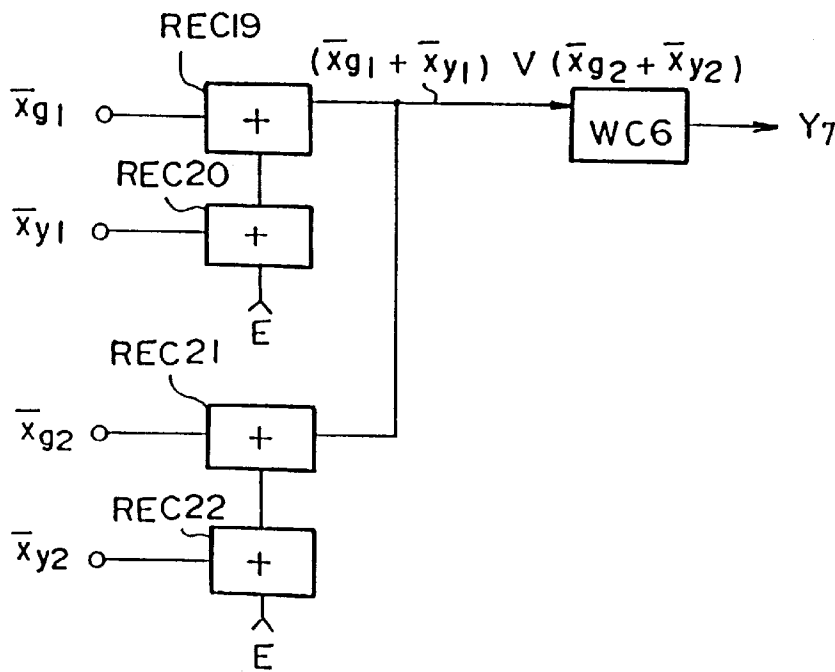 REC19
(x̅g1 + x̅y1) ∨ (x̅g2 + x̅y2)
x̅g1
+
WC6
Y7
REC20
x̅y1
+
E
REC21
x̅g2
+
REC22
x̅y2
+
E